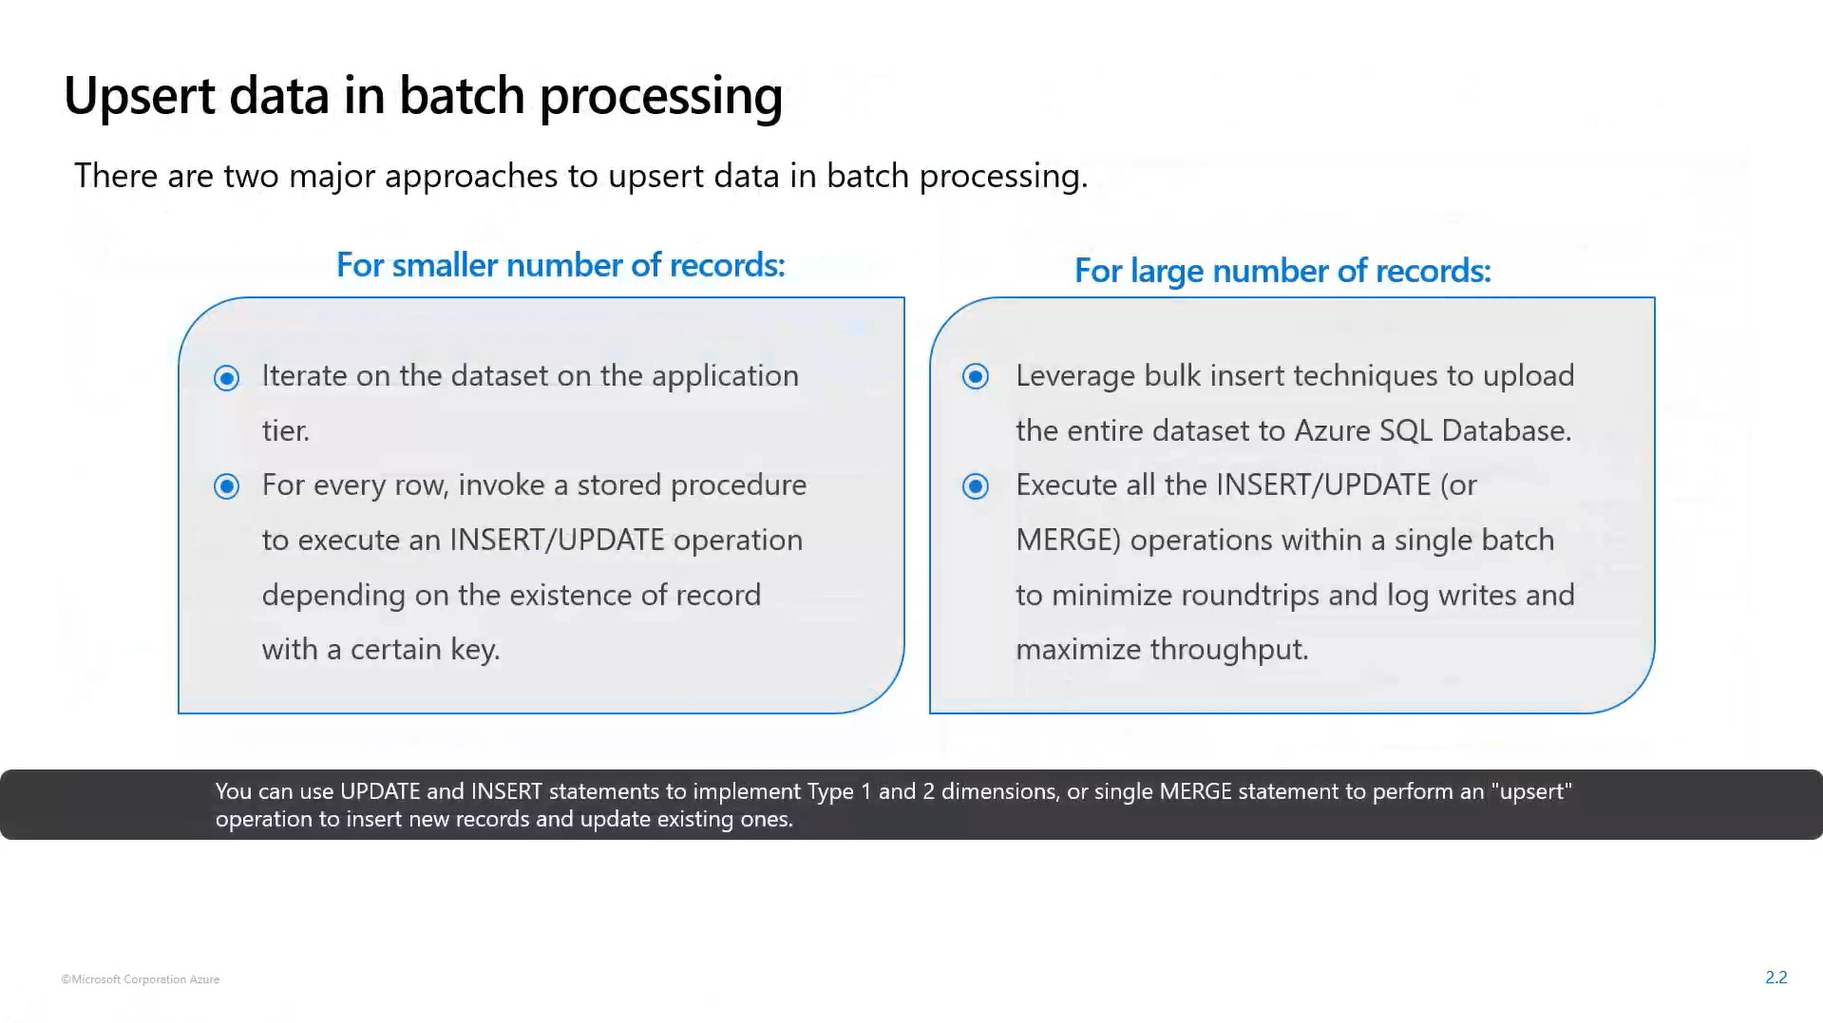 Upsert data in batch processing
There are two major approaches to upsert data in batch processing.
For smaller number of records:
Iterate on the dataset on the application
tier.
For every row, invoke a stored procedure
to execute an INSERT/UPDATE operation
depending on the existence of record
with a certain key.
For large number of records:
Leverage bulk insert techniques to upload
the entire dataset to Azure SQL Database.
Execute all the INSERT/UPDATE (or
MERGE) operations within a single batch
to minimize roundtrips and log writes and
maximize throughput.
You can use UPDATE and INSERT statements to implement Type 1 and 2 dimensions, or single MERGE statement to perform an "upsert"
operation to insert new records and update existing ones.
©Microsoft Corporation Azure
2.2